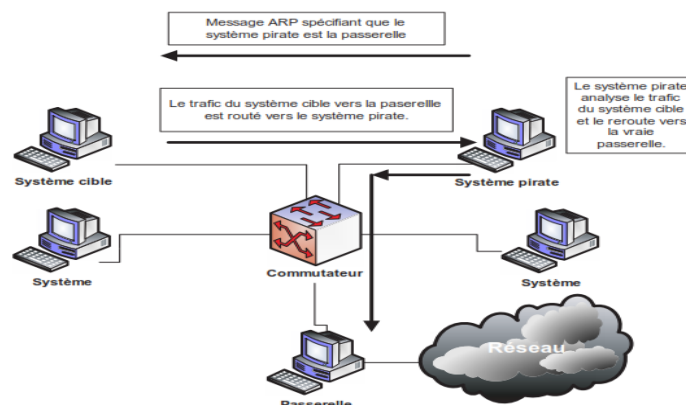 Message ARP spécifiant que le
système pirate est la passerelle
Le trafic du système cible vers la paserellle
est routé vers le système pirate.
Le système pirate
analyse le trafic
du système cible
et le reroute vers
la vraie
passerelle.
Système cible
Système pirate
Système
Commutateur
Système
Réseau
Passerelle